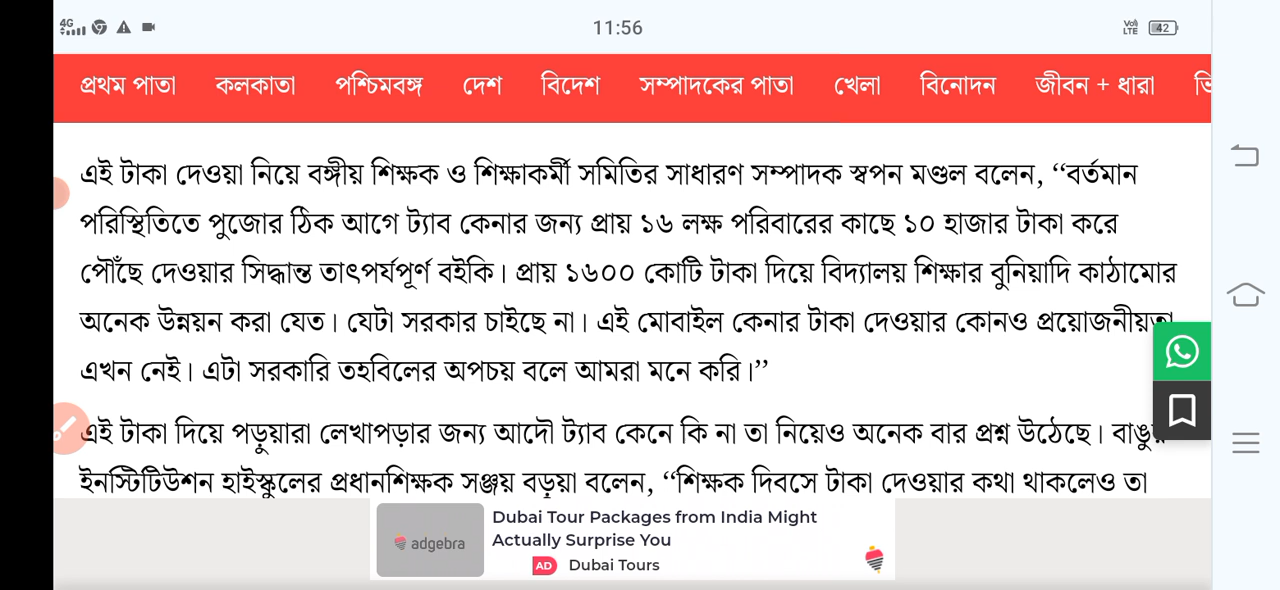 4G 11:56 VoD LTE 42
প্রথম পাতা কলকাতা পশ্চিমবঙ্গ দেশ বিদেশ সম্পাদকের পাতা খেলা বিনোদন জীবন + ধারা
এই টাকা দেওয়া নিয়ে বঙ্গীয় শিক্ষক ও শিক্ষাকর্মী সমিতির সাধারণ সম্পাদক স্বপন মণ্ডল বলেন, ‘‘বর্তমান
পরিস্থিতিতে পুজোর ঠিক আগে ট্যাব কেনার জন্য প্রায় ১৬ লক্ষ পরিবারের কাছে ১০ হাজার টাকা করে
পৌঁছে দেওয়ার সিদ্ধান্ত তাৎপর্যপূর্ণ বইকি। প্রায় ১৬০০ কোটি টাকা দিয়ে বিদ্যালয় শিক্ষার বুনিয়াদি কাঠামোর
অনেক উন্নয়ন করা যেত। যেটা সরকার চাইছে না। এই মোবাইল কেনার টাকা দেওয়ার কোনও প্রয়োজনীয়তা
এখন নেই। এটা সরকারি তহবিলের অপচয় বলে আমরা মনে করি।’’
এই টাকা দিয়ে পড়ুয়ারা লেখাপড়ার জন্য আদৌ ট্যাব কেনে কি না তা নিয়েও অনেক বার প্রশ্ন উঠেছে।
ইনস্টিটিউশন হাইস্কুলের প্রধানশিক্ষক সঞ্জয় বড়ুয়া বলেন, ‘‘শিক্ষক দিবসে টাকা দেওয়ার কথা থাকলেও তা
adgebra
Dubai Tour Packages from India Might
Actually Surprise You
AD Dubai Tours